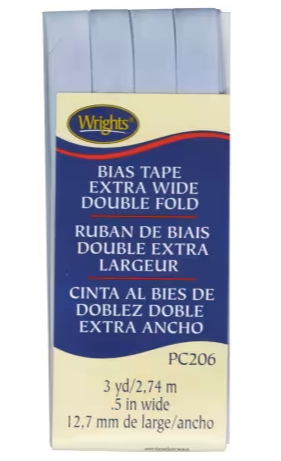 Wrights®
BIAS TAPE
EXTRA WIDE
DOUBLE FOLD
RUBAN DE BIAIS
DOUBLE EXTRA
LARGEUR
CINTA AL BIES DE
DOBLEZ DOBLE
EXTRA ANCHO
PC206
3 yd/2,74 m
.5 in wide
12,7 mm de large/ancho